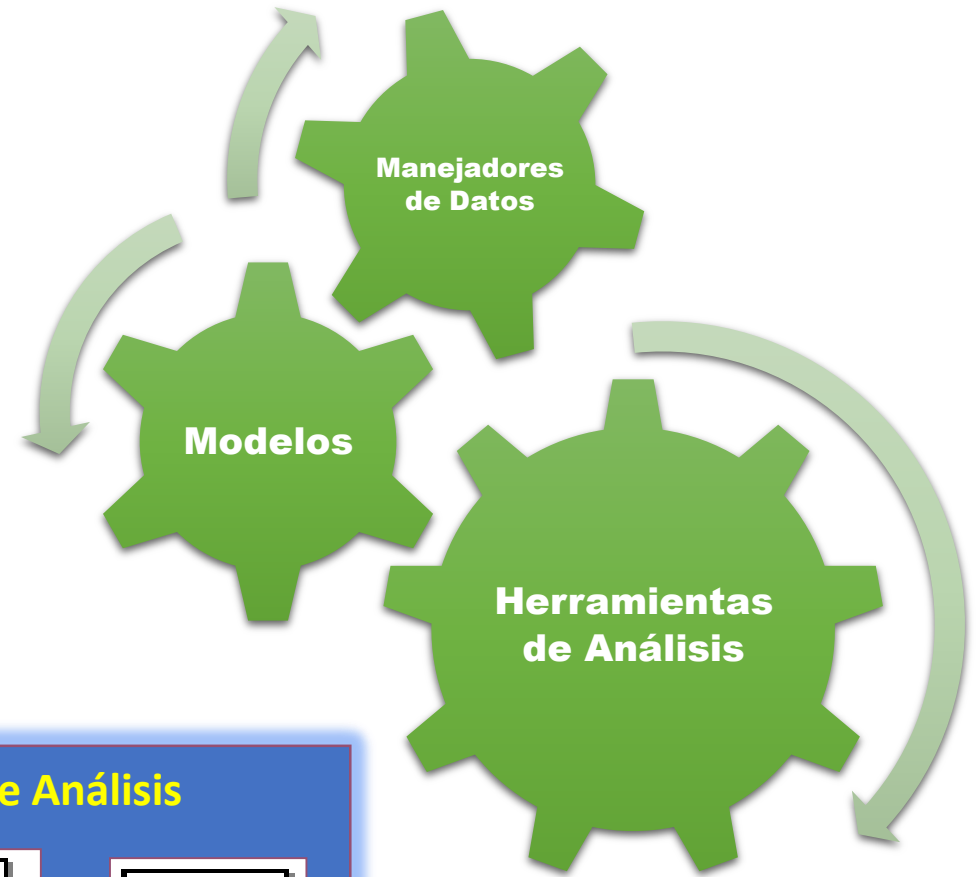 Manejadores
de Datos
Modelos
Herramientas
de Análisis
e Análisis